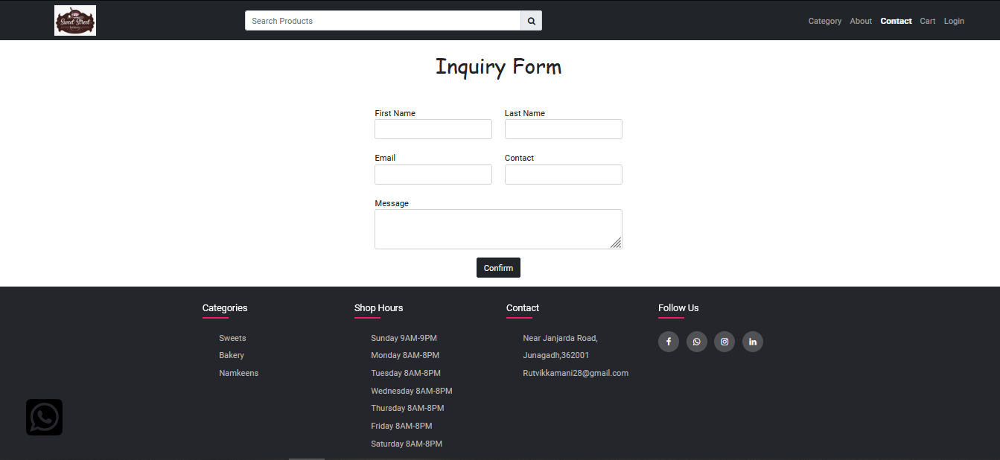 Sweet Street
bakery
Search Products
Category About Contact Cart Login
Inquiry Form
First Name Last Name
Email Contact
Message
Confirm
Categories
Sweets
Bakery
Namkeens
Shop Hours
Sunday 9AM-9PM
Monday 8AM-8PM
Tuesday 8AM-8PM
Wednesday 8AM-8PM
Thursday 8AM-8PM
Friday 8AM-8PM
Saturday 8AM-8PM
Contact
Near Janjarda Road,
Junagadh,362001
Rutvikkamani28@gmail.com
Follow Us